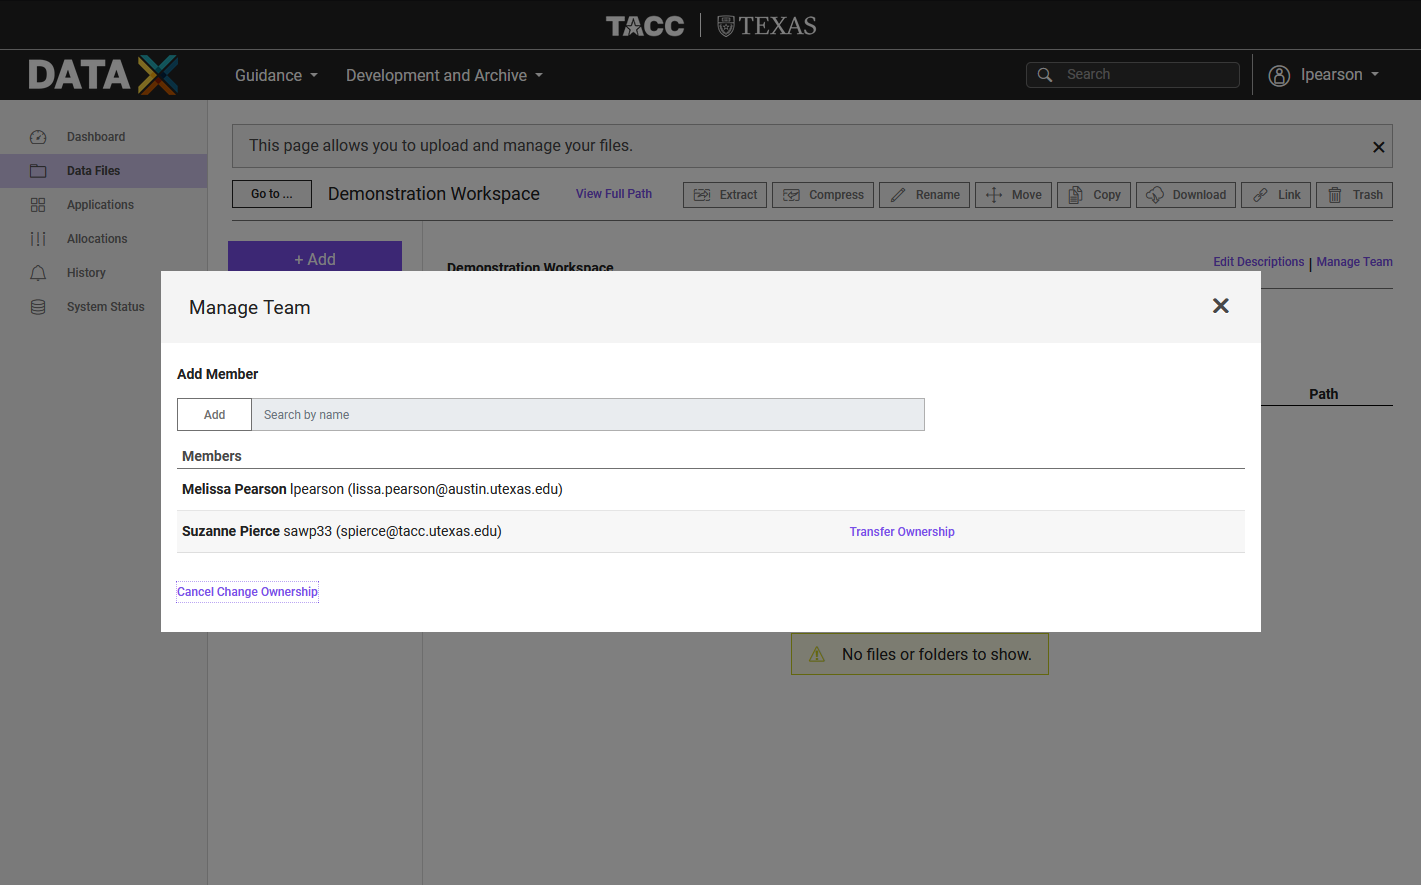 TACC TEXAS
DATA X Guidance Development and Archive Search lpearson
Dashboard
Data Files
Applications
Allocations
History
System Status
This page allows you to upload and manage your files.
Go to ... Demonstration Workspace View Full Path Extract Compress Rename Move Copy Download Link Trash
+ Add
Demonstration Workspace
Edit Descriptions | Manage Team
Manage Team
Add Member
Add Search by name
Members
Melissa Pearson lpearson (lissa.pearson@austin.utexas.edu)
Suzanne Pierce sawp33 (spierce@tacc.utexas.edu) Transfer Ownership
Cancel Change Ownership
Path
No files or folders to show.